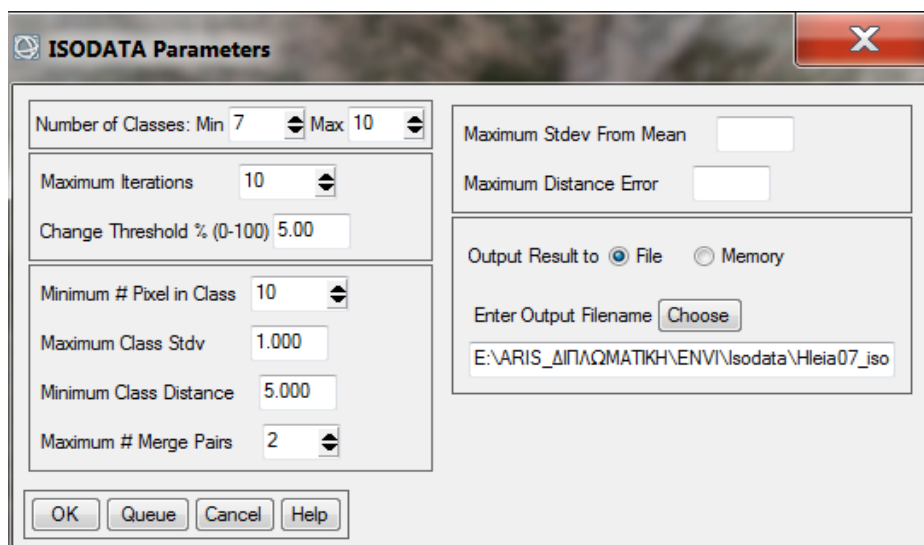 ISODATA Parameters
Number of Classes: Min 7 Max 10
Maximum Iterations 10
Change Threshold % (0-100) 5.00
Minimum # Pixel in Class 10
Maximum Class Stdv 1.000
Minimum Class Distance 5.000
Maximum # Merge Pairs 2
OK Queue Cancel Help
Maximum Stdev From Mean
Maximum Distance Error
Output Result to File Memory
Enter Output Filename Choose
E:\ARIS_ΔΙΠΛΩΜΑΤΙΚΗ\ENVI\Isodata\Hleia07_iso